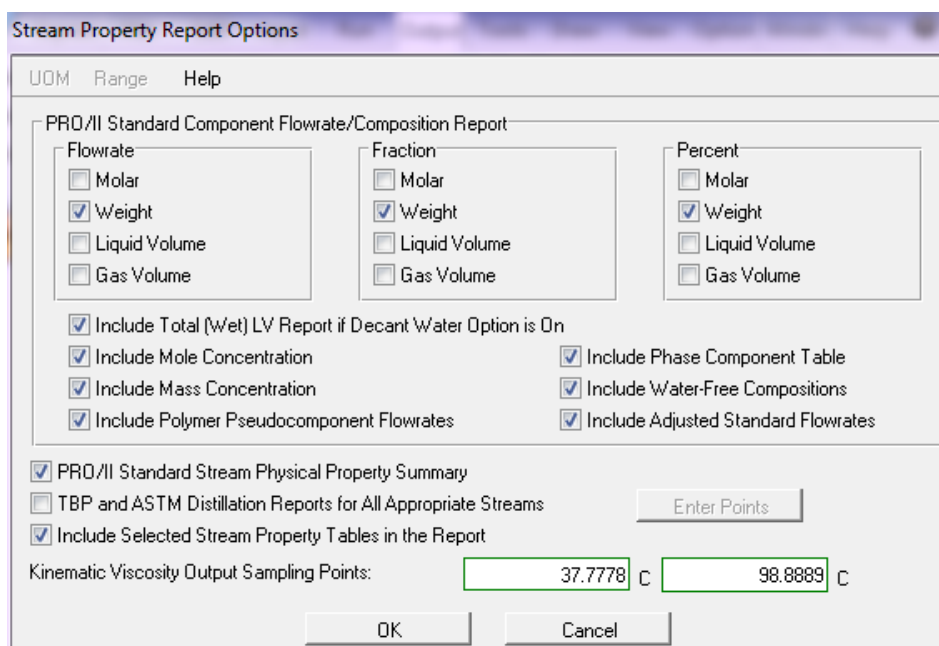 Stream Property Report Options
UOM Range Help
PRO/II Standard Component Flowrate/Composition Report
Flowrate Fraction Percent
Molar Molar Molar
Weight Weight Weight
Liquid Volume Liquid Volume Liquid Volume
Gas Volume Gas Volume Gas Volume
Include Total (Wet) LV Report if Decant Water Option is On
Include Mole Concentration Include Phase Component Table
Include Mass Concentration Include Water-Free Compositions
Include Polymer Pseudocomponent Flowrates Include Adjusted Standard Flowrates
PRO/II Standard Stream Physical Property Summary
TBP and ASTM Distillation Reports for All Appropriate Streams Enter Points
Include Selected Stream Property Tables in the Report
Kinematic Viscosity Output Sampling Points: 37.7778 C 98.8889 C
OK Cancel